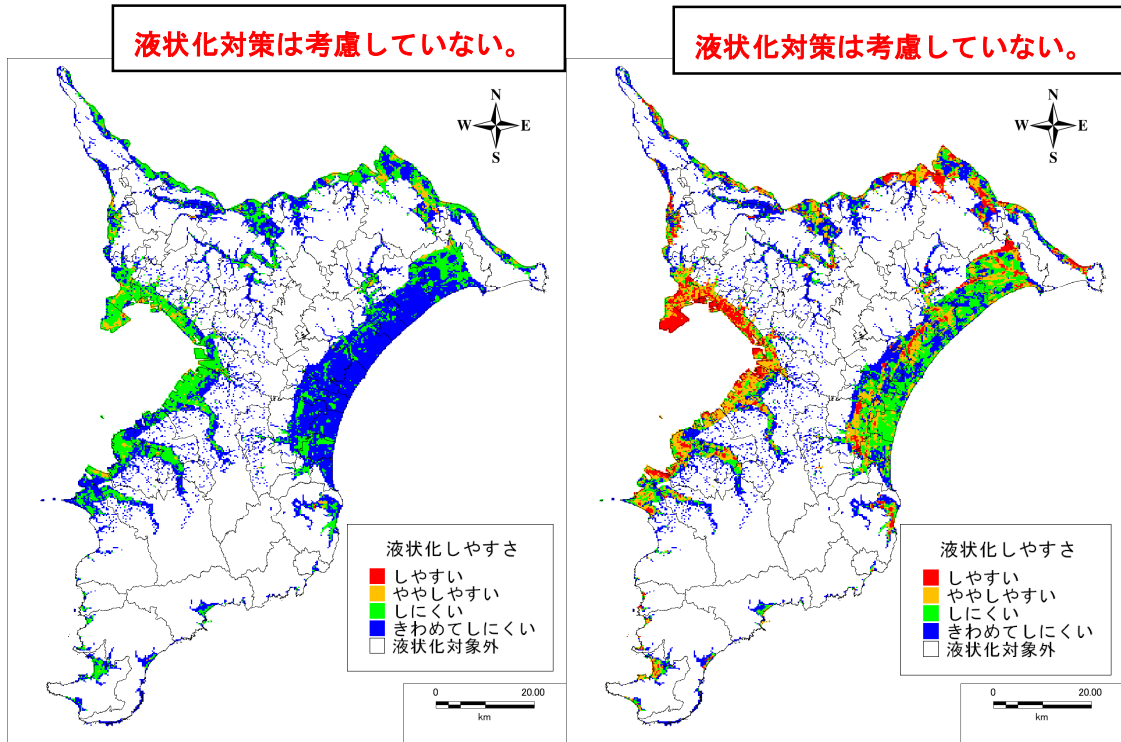 液状化対策は考慮していない。
N
W E
S
液状化しやすさ
しやすい
ややしやすい
しにくい
きわめてしにくい
液状化対象外
0 20.00
km
液状化対策は考慮していない。
N
W E
S
液状化しやすさ
しやすい
ややしやすい
しにくい
きわめてしにくい
液状化対象外
0 20.00
km